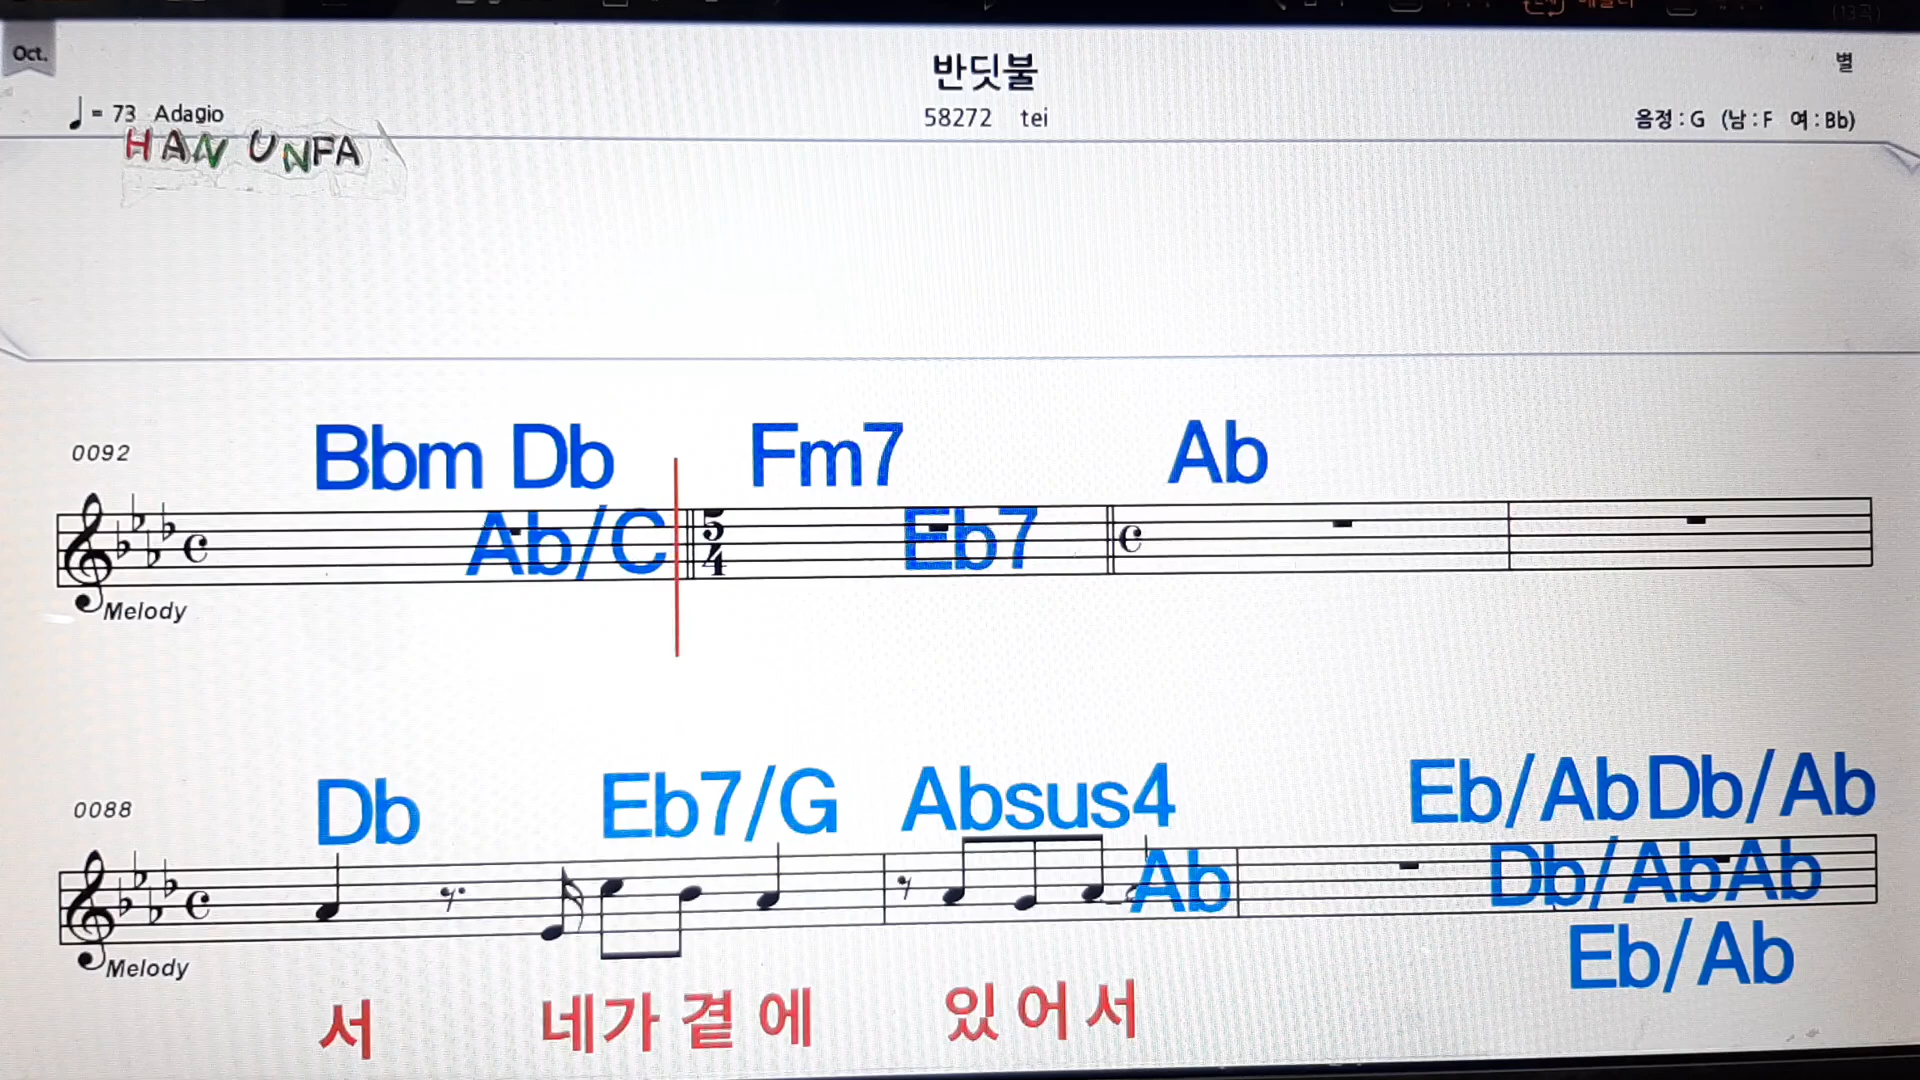 Oct.
반딧불
별
= 73 Adagio
58272 tei
음정 : G (남 : F 여 : Bb)
HAN UNFA
0092
Bbm Db Fm7 Ab
Ab/C 5/4 Eb7
Melody
0088
Db Eb7/G Absus4 Eb/Ab Db/Ab
Ab Db/Ab Ab
Eb/Ab
Melody
서 네가 곁에 있어서